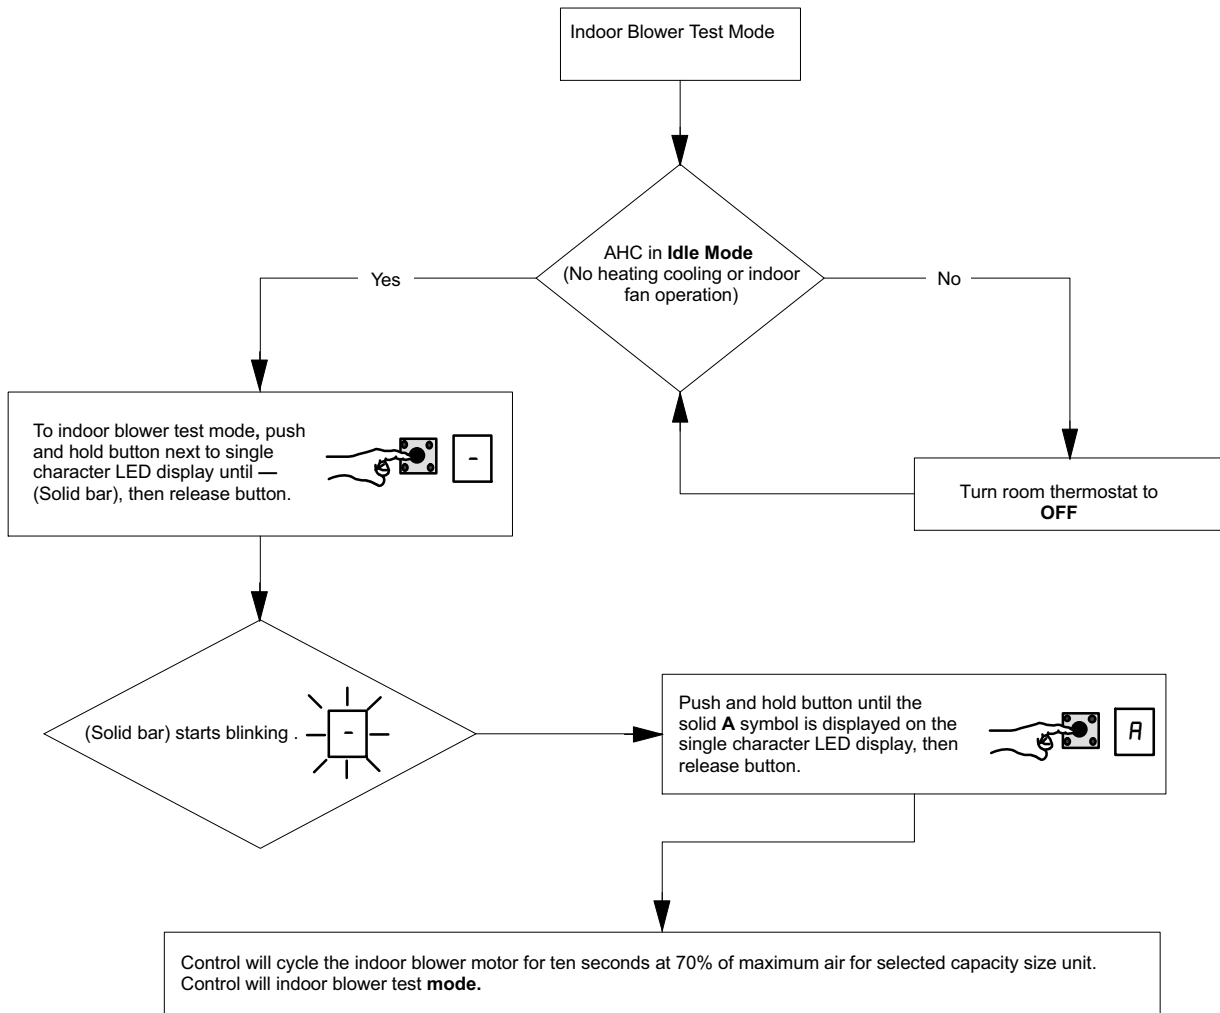 Indoor Blower Test Mode
AHC in Idle Mode
(No heating cooling or indoor
fan operation)
Yes
No
To indoor blower test mode, push
and hold button next to single
character LED display until —
(Solid bar), then release button.
-
Turn room thermostat to
OFF
(Solid bar) starts blinking .
-
Push and hold button until the
solid A symbol is displayed on the
single character LED display, then
release button.
A
Control will cycle the indoor blower motor for ten seconds at 70% of maximum air for selected capacity size unit.
Control will indoor blower test mode.